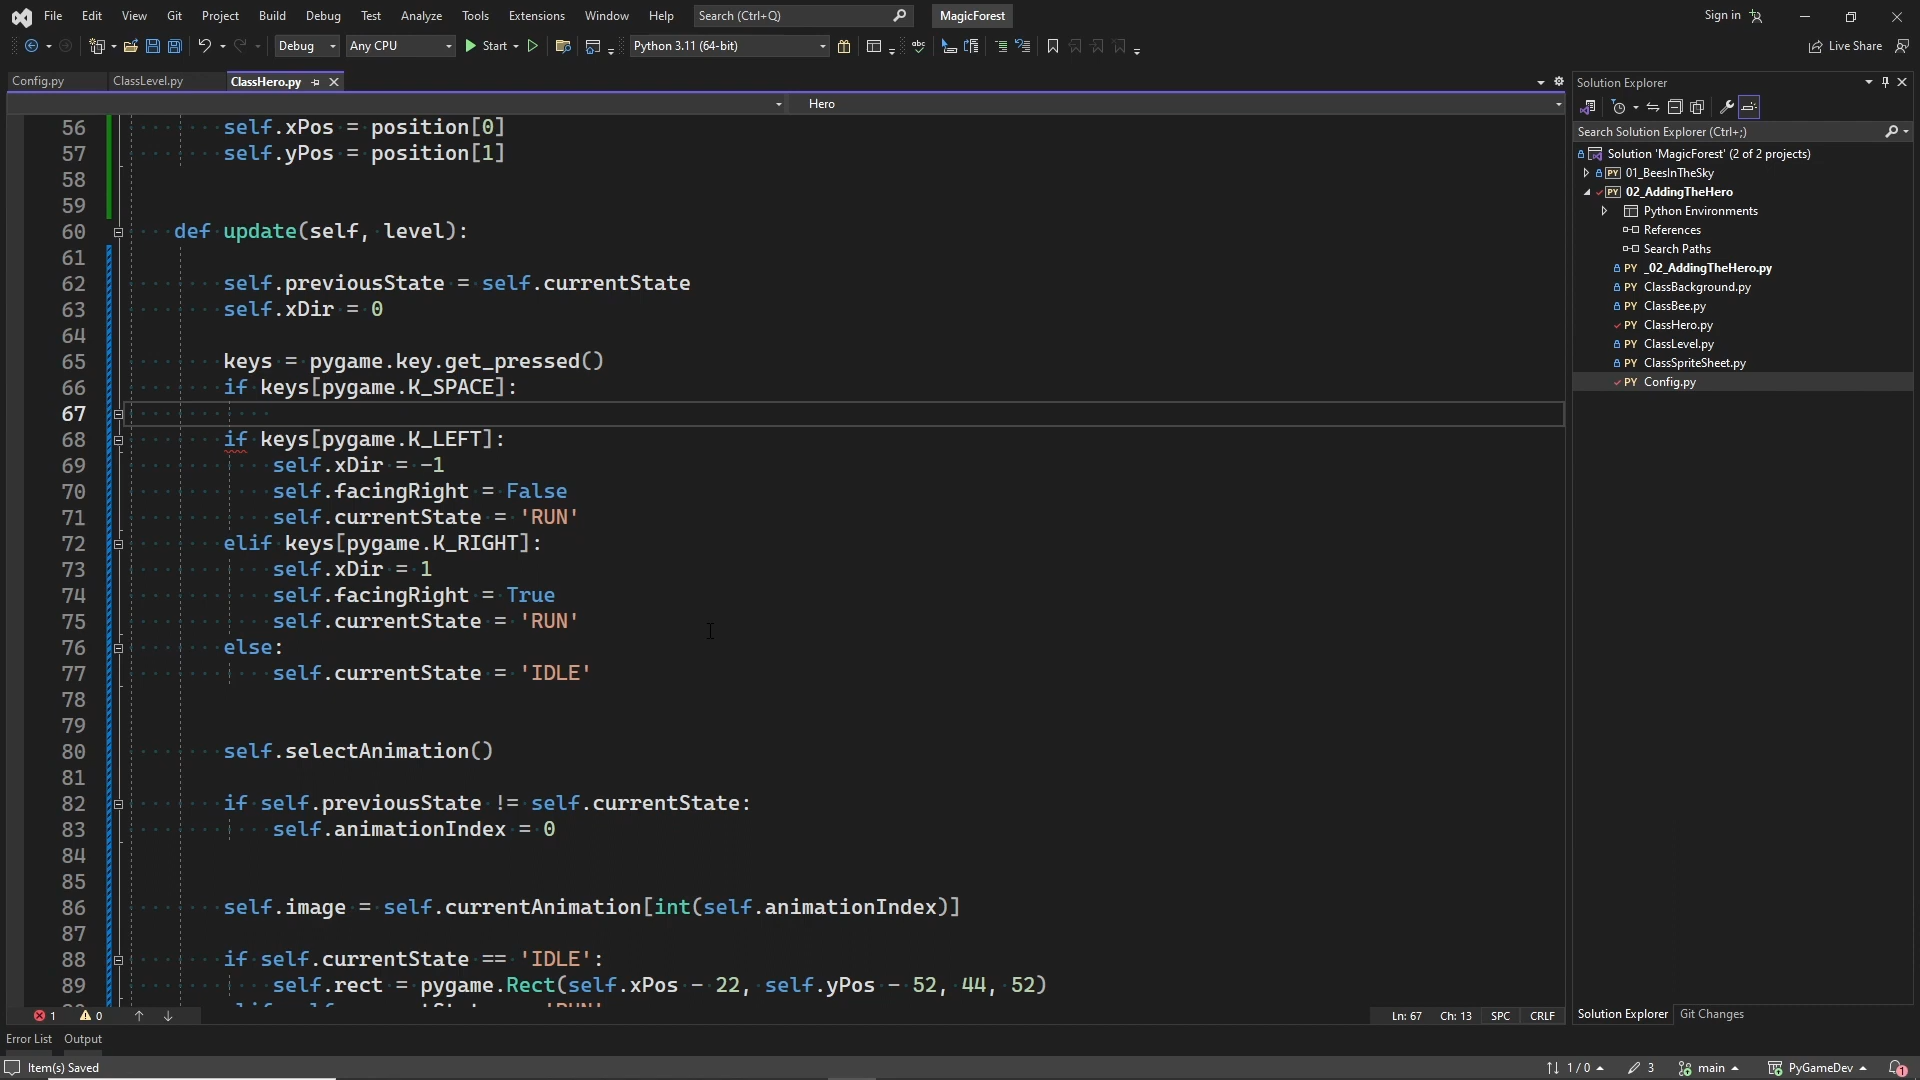 File Edit View Git Project Build Debug Test Analyze Tools Extensions Window Help Search (Ctrl+Q) MagicForest Sign in
Debug Any CPU Start Python 3.11 (64-bit) abc Live Share
Config.py ClassLevel.py ClassHero.py
Hero
56 self.xPos = position[0]
57 self.yPos = position[1]
58
59
60 def update(self, level):
61
62 self.previousState = self.currentState
63 self.xDir = 0
64
65 keys = pygame.key.get_pressed()
66 if keys[pygame.K_SPACE]:
67
68 if keys[pygame.K_LEFT]:
69 self.xDir = -1
70 self.facingRight = False
71 self.currentState = 'RUN'
72 elif keys[pygame.K_RIGHT]:
73 self.xDir = 1
74 self.facingRight = True
75 self.currentState = 'RUN'
76 else:
77 self.currentState = 'IDLE'
78
79
80 self.selectAnimation()
81
82 if self.previousState != self.currentState:
83 self.animationIndex = 0
84
85
86 self.image = self.currentAnimation[int(self.animationIndex)]
87
88 if self.currentState == 'IDLE':
89 self.rect = pygame.Rect(self.xPos - 22, self.yPos - 52, 44, 52)
1 0 Ln: 67 Ch: 13 SPC CRLF
Solution Explorer
Search Solution Explorer (Ctrl+;)
Solution 'MagicForest' (2 of 2 projects)
PY 01_BeesInTheSky
PY 02_AddingTheHero
Python Environments
References
Search Paths
PY _02_AddingTheHero.py
PY ClassBackground.py
PY ClassBee.py
PY ClassHero.py
PY ClassLevel.py
PY ClassSpriteSheet.py
PY Config.py
Solution Explorer Git Changes
Error List Output
Item(s) Saved 1 / 0 3 main PyGameDev 1